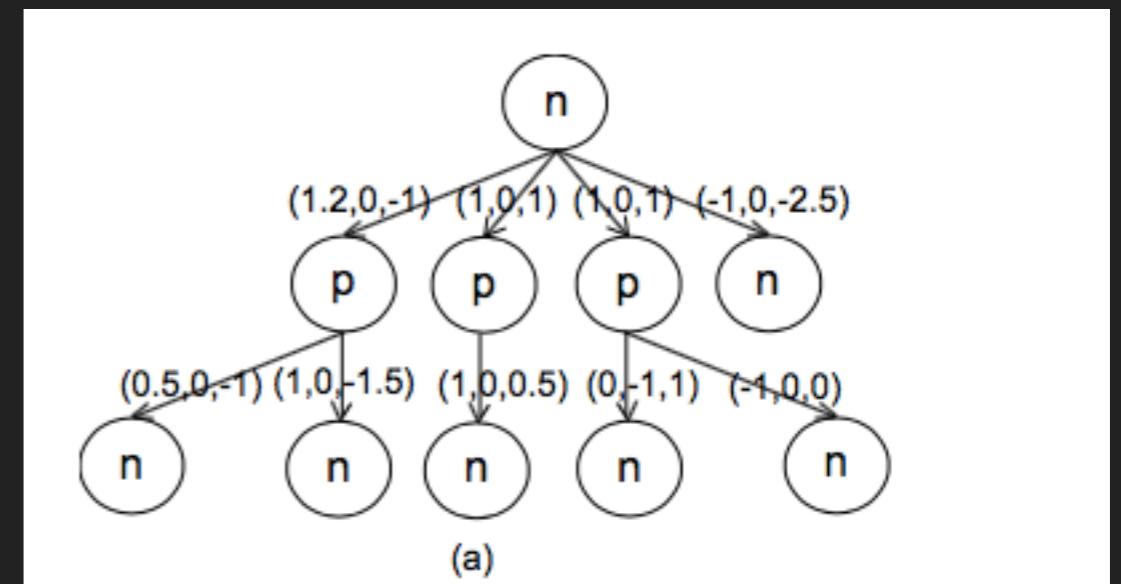 n
(1.2,0,-1) (1,0,1) (1,0,1) (-1,0,-2.5)
p p p n
(0.5,0,-1) (1,0,-1.5) (1,0,0.5) (0,-1,1) (-1,0,0)
n n n n n
(a)